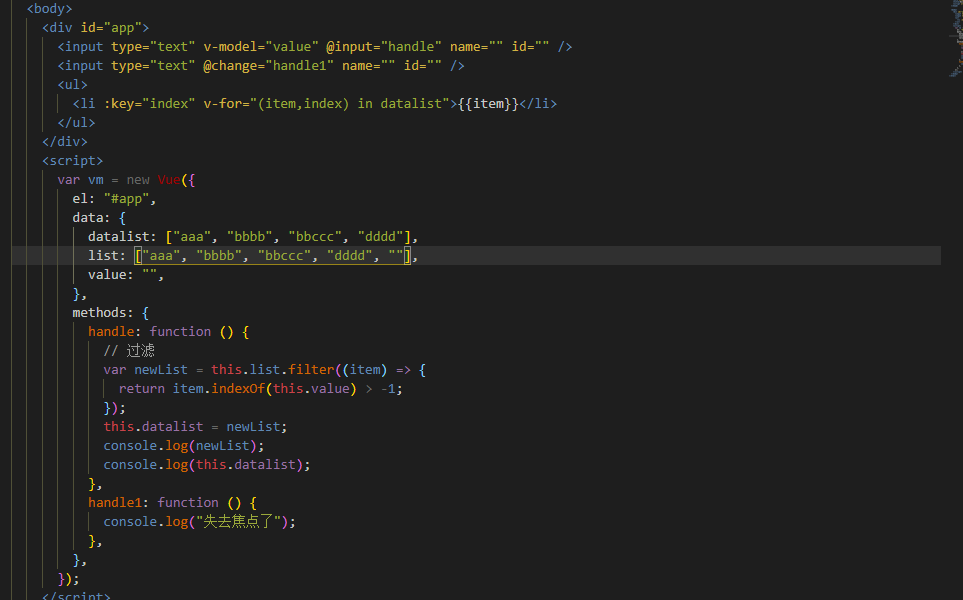 <body>
<div id="app">
<input type="text" v-model="value" @input="handle" name="" id="" />
<input type="text" @change="handle1" name="" id="" />
<ul>
<li :key="index" v-for="(item,index) in datalist">{{item}}</li>
</ul>
</div>
<script>
var vm = new Vue({
el: "#app",
data: {
datalist: ["aaa", "bbbb", "bbccc", "dddd"],
list: ["aaa", "bbbb", "bbccc", "dddd", ""],
value: "",
},
methods: {
handle: function () {
// 过滤
var newList = this.list.filter((item) => {
return item.indexOf(this.value) > -1;
});
this.datalist = newList;
console.log(newList);
console.log(this.datalist);
},
handle1: function () {
console.log("失去焦点了");
},
},
});
</script>